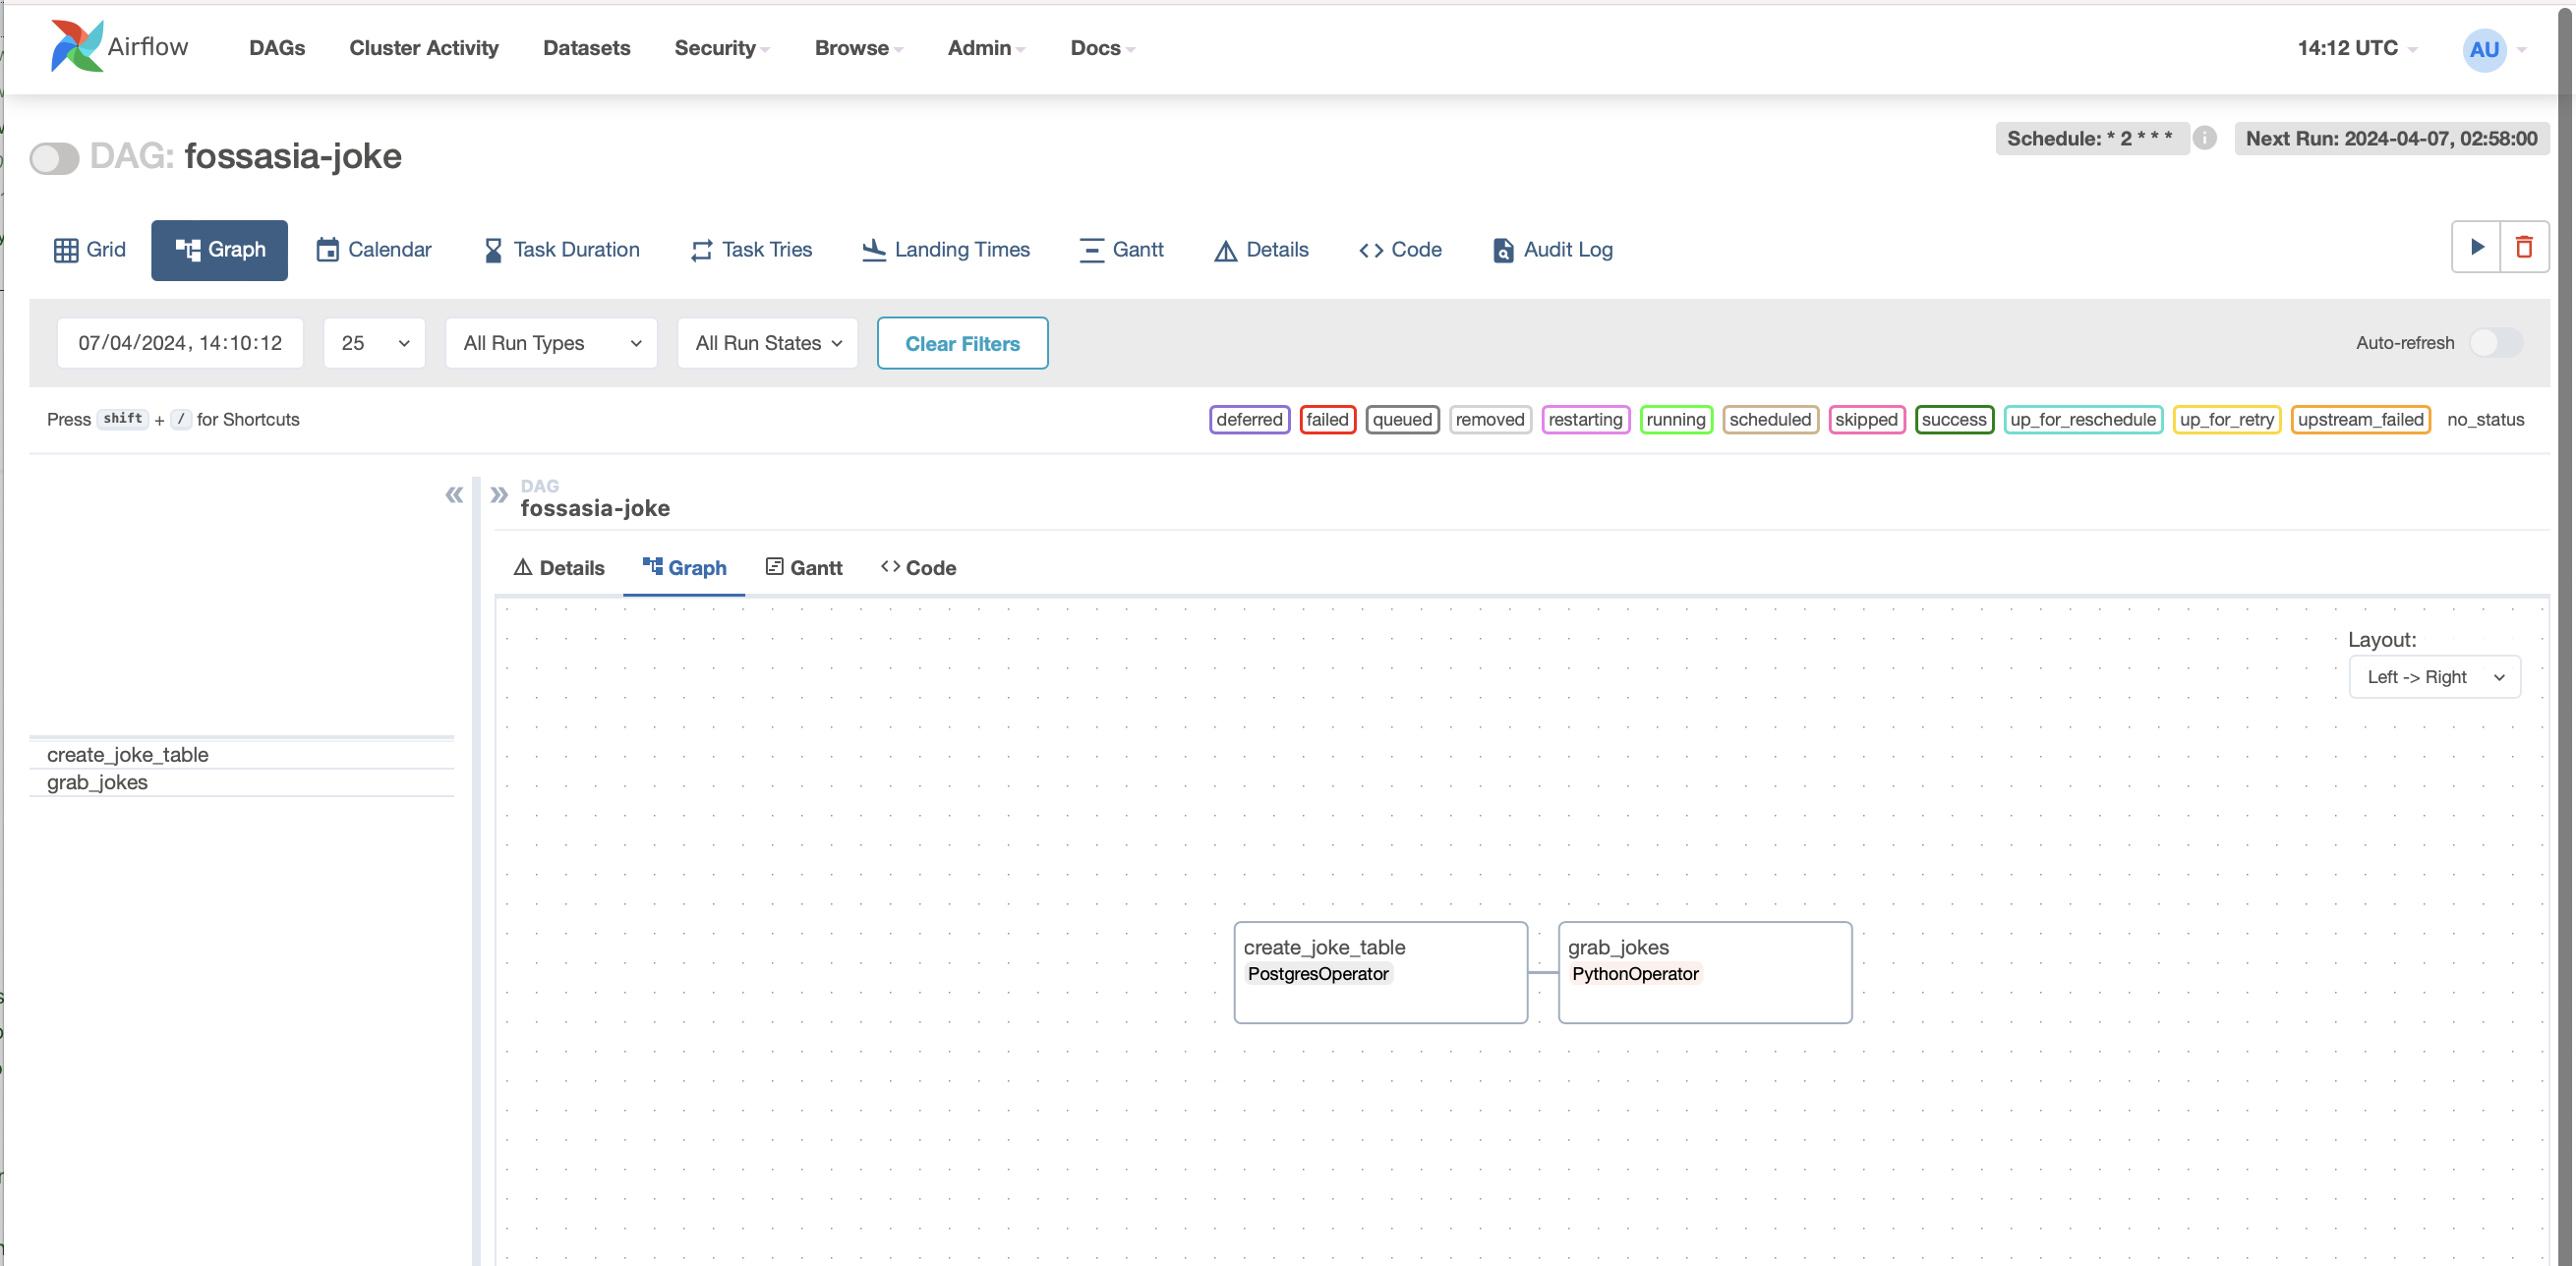 Airflow DAGs Cluster Activity Datasets Security Browse Admin Docs 14:12 UTC AU
DAG: fossasia-joke Schedule: * 2 * * * i Next Run: 2024-04-07, 02:58:00
Grid Graph Calendar Task Duration Task Tries Landing Times Gantt Details Code Audit Log
07/04/2024, 14:10:12 25 All Run Types All Run States Clear Filters Auto-refresh
Press shift + / for Shortcuts deferred failed queued removed restarting running scheduled skipped success up_for_reschedule up_for_retry upstream_failed no_status
DAG
fossasia-joke
Details Graph Gantt Code
Layout:
Left -> Right
create_joke_table
grab_jokes
create_joke_table
PostgresOperator
grab_jokes
PythonOperator